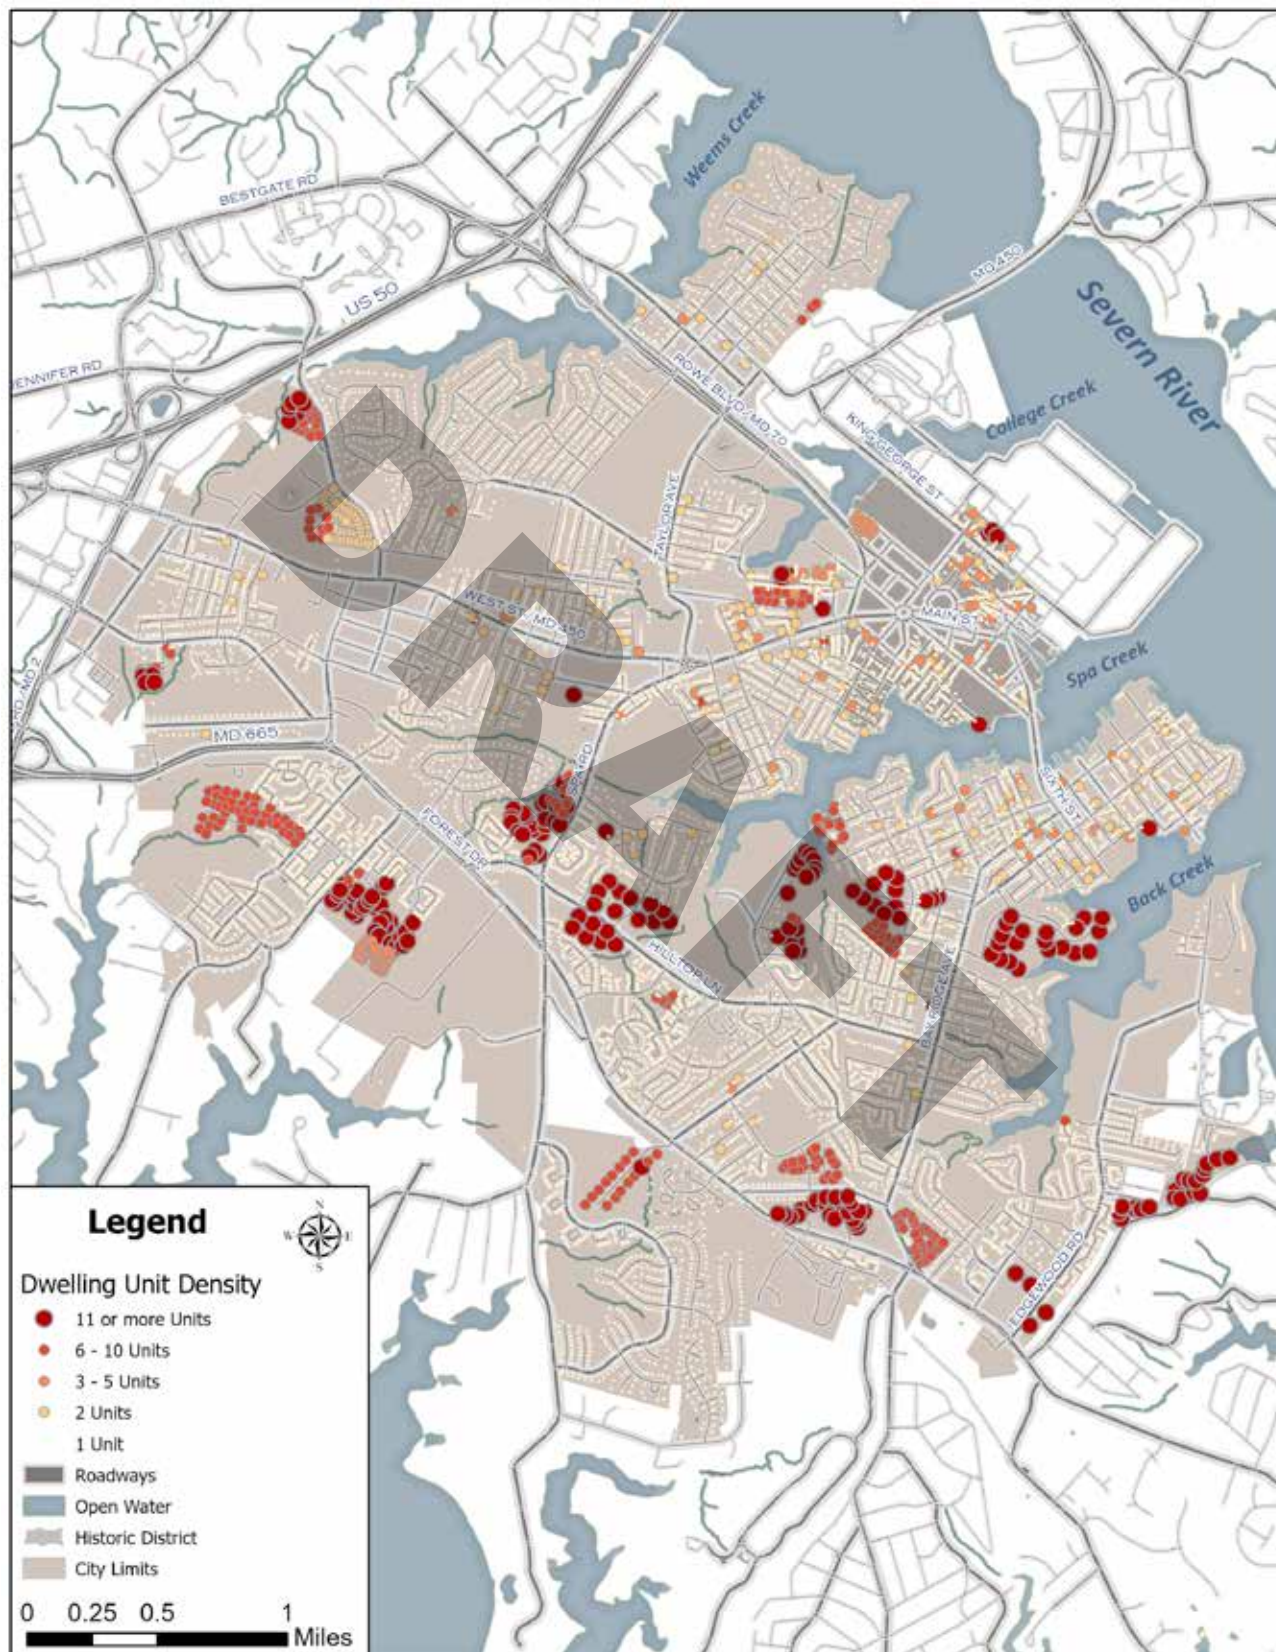 Weems Creek
BESTGATE RD
MD 450
US 50
Severn River
JENNIFER RD
ROWE BLVD / MD 70
College Creek
KING GEORGE ST
TAYLOR AVE
WEST ST / MD 450
MAIN ST
Spa Creek
MD 2
MD 665
SPA RD
SIXTH ST
FOREST DR
Back Creek
HILLTOP LN
BAY RIDGE AVE
EDGEWOOD RD
DRAFT
Legend
N
W E
S
Dwelling Unit Density
11 or more Units
6 - 10 Units
3 - 5 Units
2 Units
1 Unit
Roadways
Open Water
Historic District
City Limits
0 0.25 0.5 1
Miles